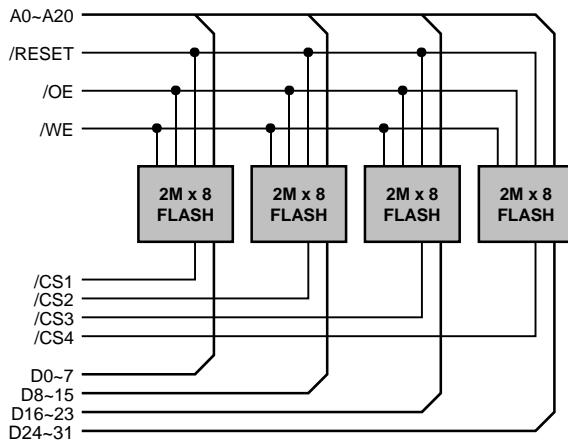 A0~A20
/RESET
/OE
/WE
2M x 8
FLASH
2M x 8
FLASH
2M x 8
FLASH
2M x 8
FLASH
/CS1
/CS2
/CS3
/CS4
D0~7
D8~15
D16~23
D24~31